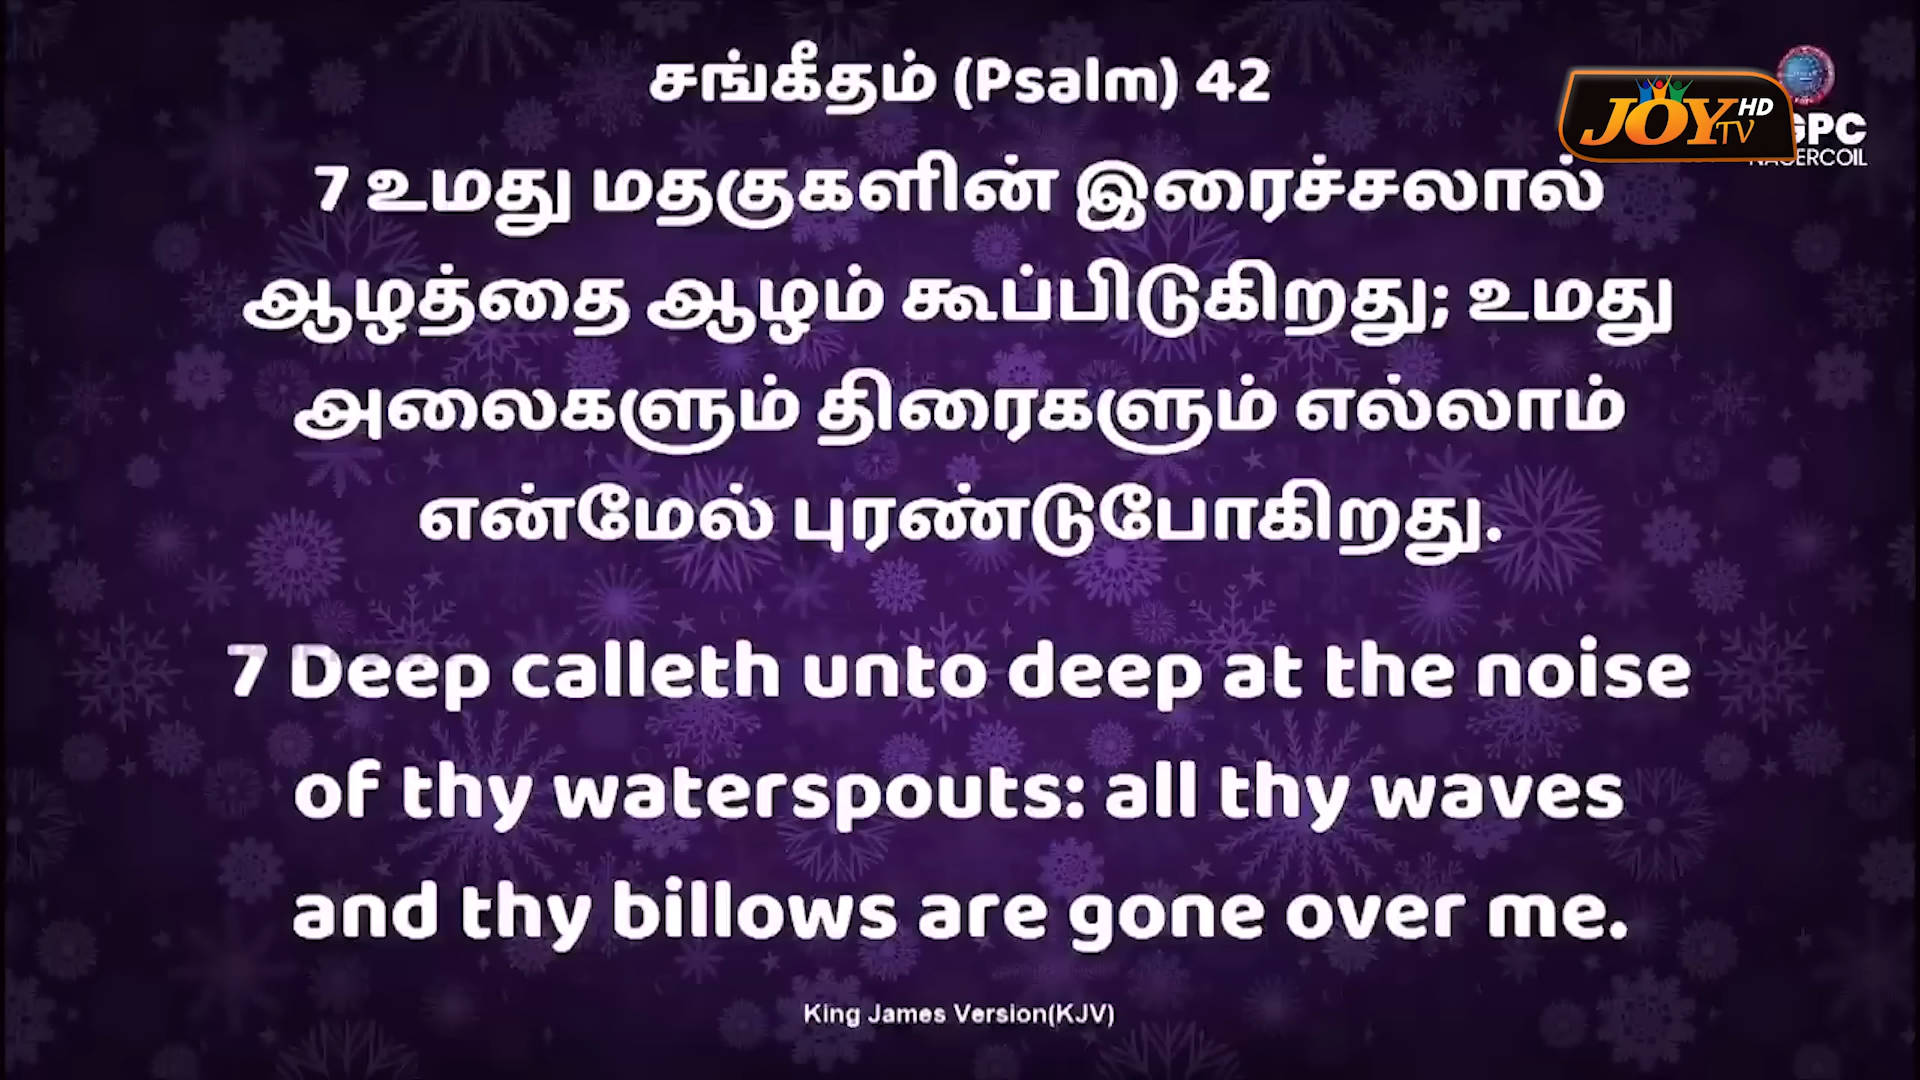 சங்கீதம் (Psalm) 42
JOY TV HD
GPC
NAGERCOIL
7 உமது மதகுகளின் இரைச்சலால்
ஆழத்தை ஆழம் கூப்பிடுகிறது; உமது
அலைகளும் திரைகளும் எல்லாம்
என்மேல் புரண்டுபோகிறது.
7 Deep calleth unto deep at the noise
of thy waterspouts: all thy waves
and thy billows are gone over me.
King James Version(KJV)